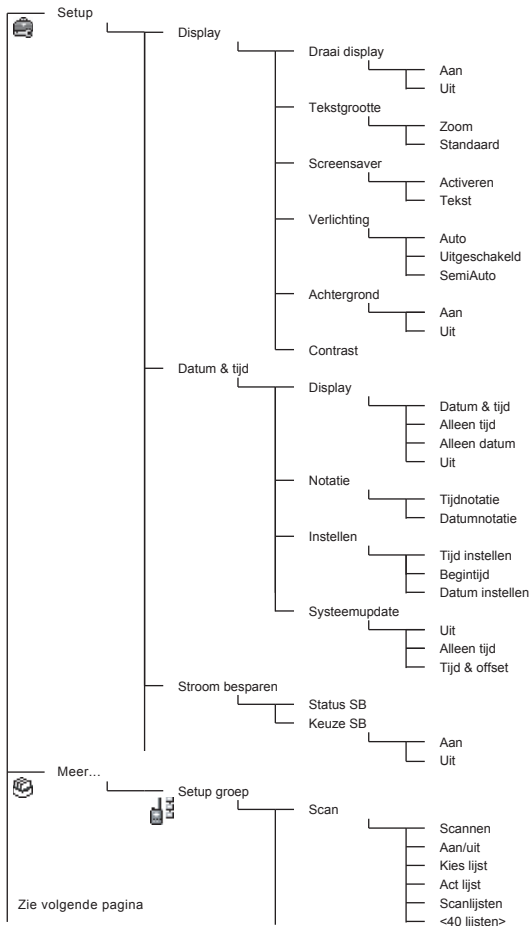 Setup
Display
Draai display
Aan
Uit
Tekstgrootte
Zoom
Standaard
Screensaver
Activeren
Tekst
Verlichting
Auto
Uitgeschakeld
SemiAuto
Achtergrond
Aan
Uit
Contrast
Datum & tijd
Display
Datum & tijd
Alleen tijd
Alleen datum
Uit
Notatie
Tijdnotatie
Datumnotatie
Instellen
Tijd instellen
Begintijd
Datum instellen
Systeemupdate
Uit
Alleen tijd
Tijd & offset
Stroom besparen
Status SB
Keuze SB
Aan
Uit
Meer...
Setup groep
Scan
Scannen
Aan/uit
Kies lijst
Act lijst
Scanlijsten
<40 lijsten>
Zie volgende pagina